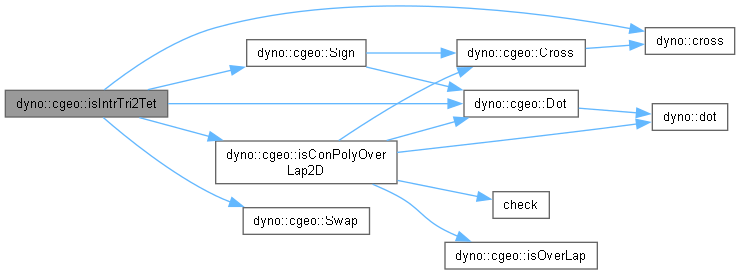 dyno::cgeo::isIntrTri2Tet
dyno::cgeo::Sign
dyno::cgeo::isConPolyOver
Lap2D
dyno::cgeo::Swap
dyno::cgeo::Cross
dyno::cgeo::Dot
check
dyno::cgeo::isOverLap
dyno::cross
dyno::dot